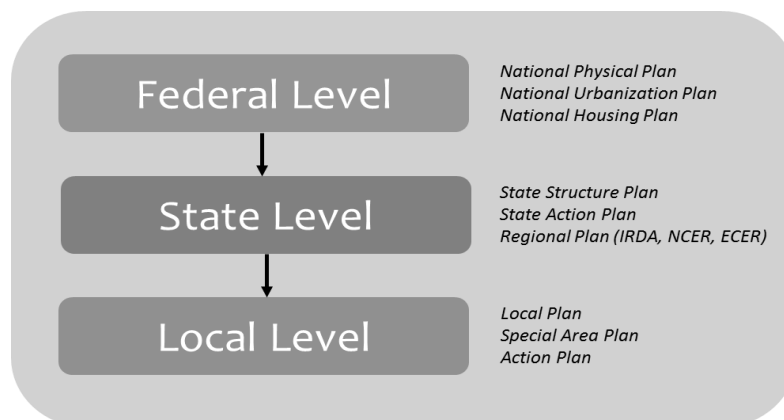 Federal Level
National Physical Plan
National Urbanization Plan
National Housing Plan
State Level
State Structure Plan
State Action Plan
Regional Plan (IRDA, NCER, ECER)
Local Level
Local Plan
Special Area Plan
Action Plan